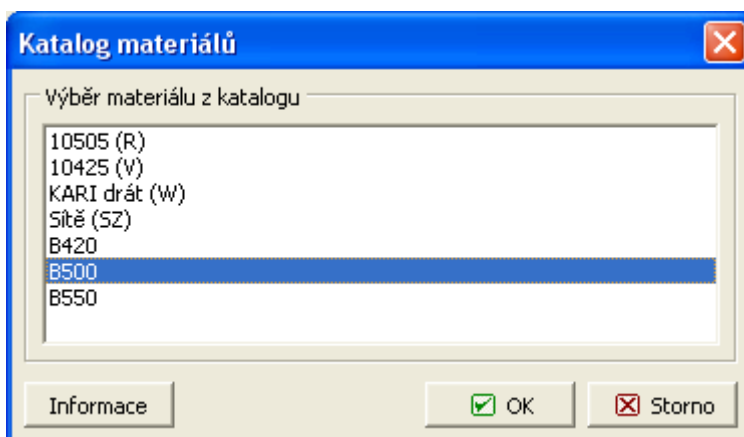 Katalog materiálů
Výběr materiálu z katalogu
10505 (R)
10425 (V)
KARI drát (W)
Sítě (SZ)
B420
B500
B550
Informace
OK
Storno